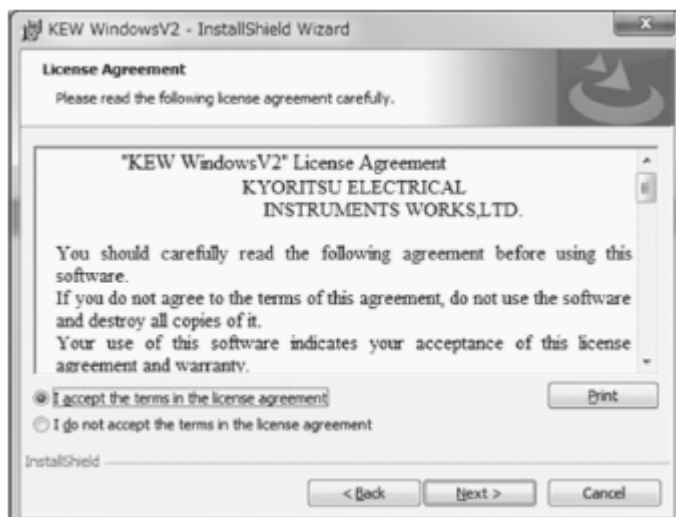 KEW WindowsV2 - InstallShield Wizard
License Agreement
Please read the following license agreement carefully.
"KEW WindowsV2" License Agreement
KYORITSU ELECTRICAL
INSTRUMENTS WORKS,LTD.
You should carefully read the following agreement before using this
software.
If you do not agree to the terms of this agreement, do not use the software
and destroy all copies of it.
Your use of this software indicates your acceptance of this license
agreement and warranty.
I accept the terms in the license agreement
Print
I do not accept the terms in the license agreement
InstallShield
< Back
Next >
Cancel